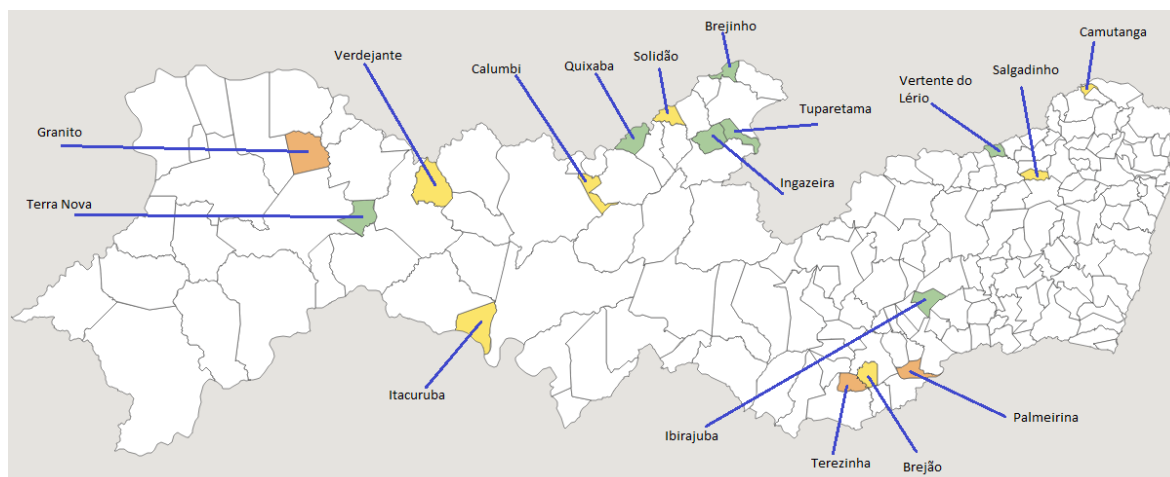 Brejinho
Camutanga
Solidão
Verdejante
Quixaba
Salgadinho
Calumbi
Vertente do
Lério
Tuparetama
Granito
Ingazeira
Terra Nova
Itacuruba
Palmeirina
Ibirajuba
Terezinha
Brejão